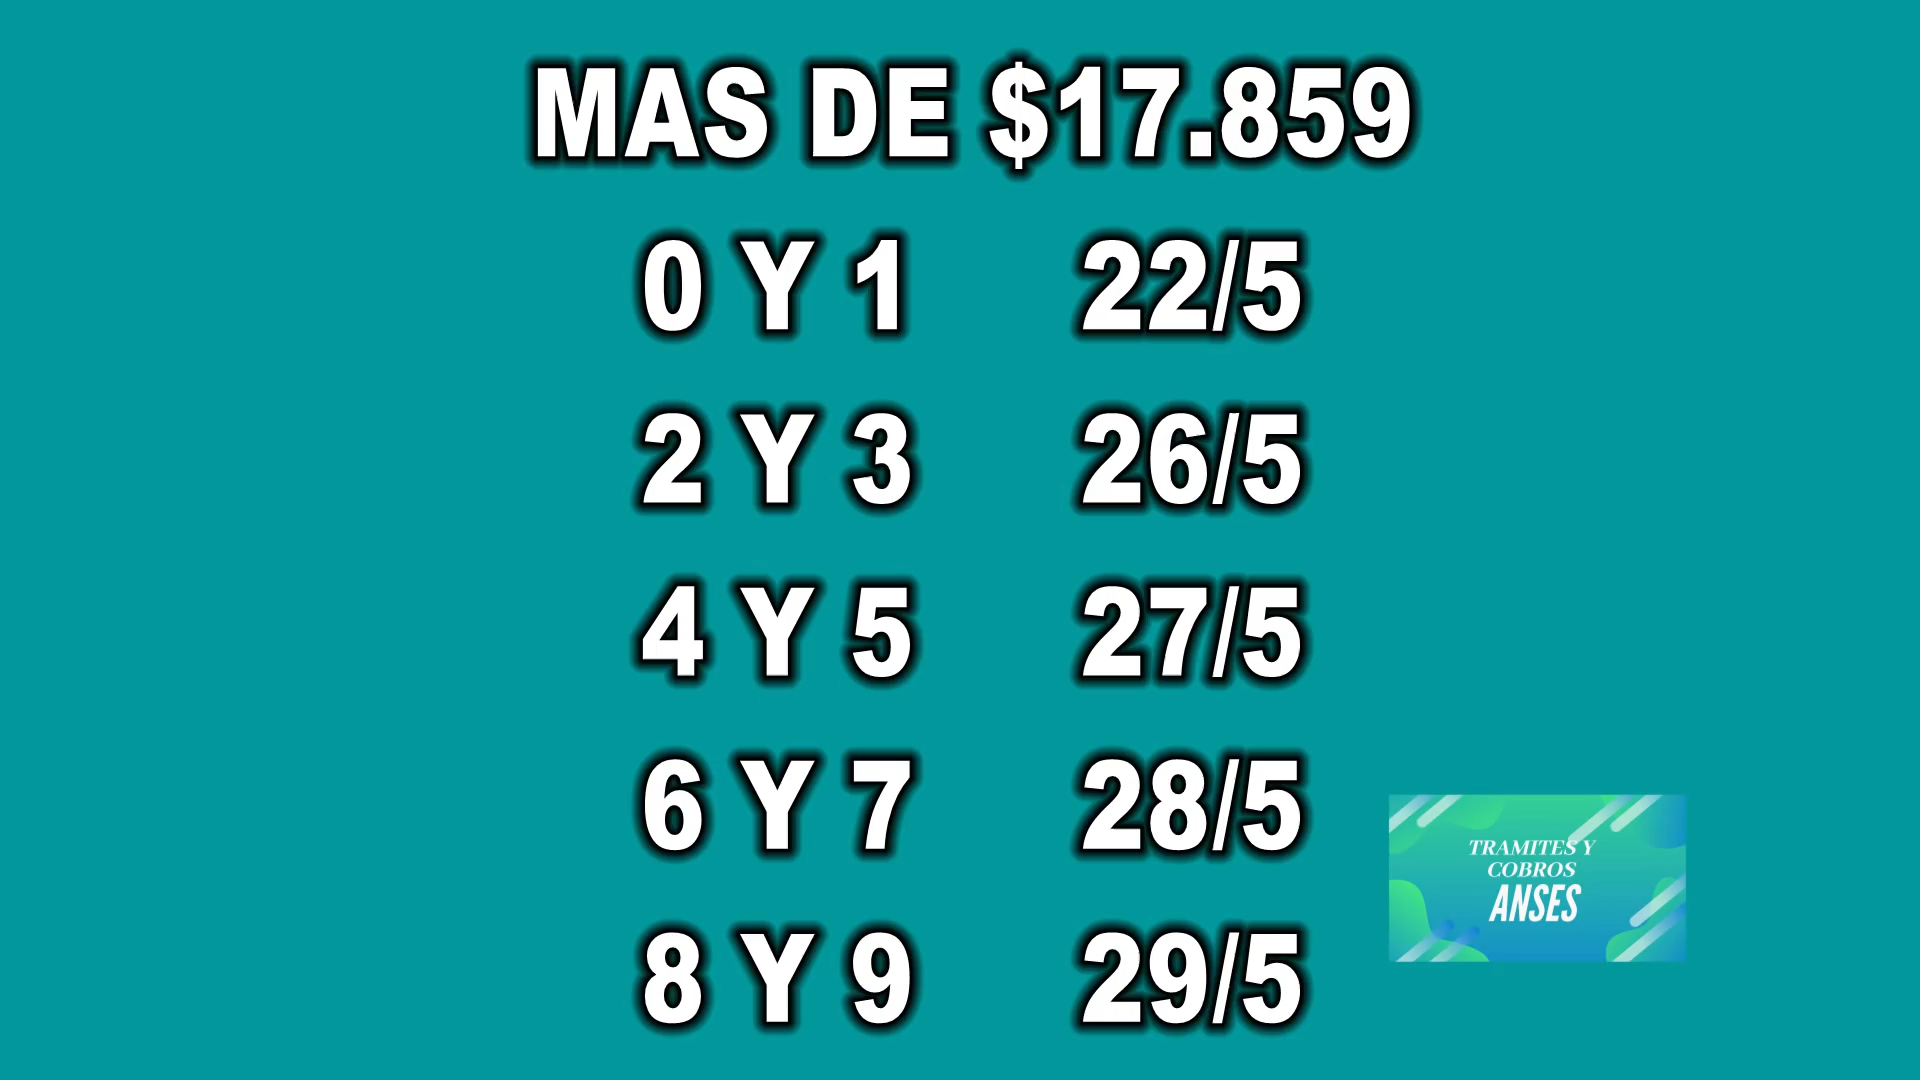 MAS DE $17.859
0 Y 1 22/5
2 Y 3 26/5
4 Y 5 27/5
6 Y 7 28/5
8 Y 9 29/5
TRAMITES Y
COBROS
ANSES